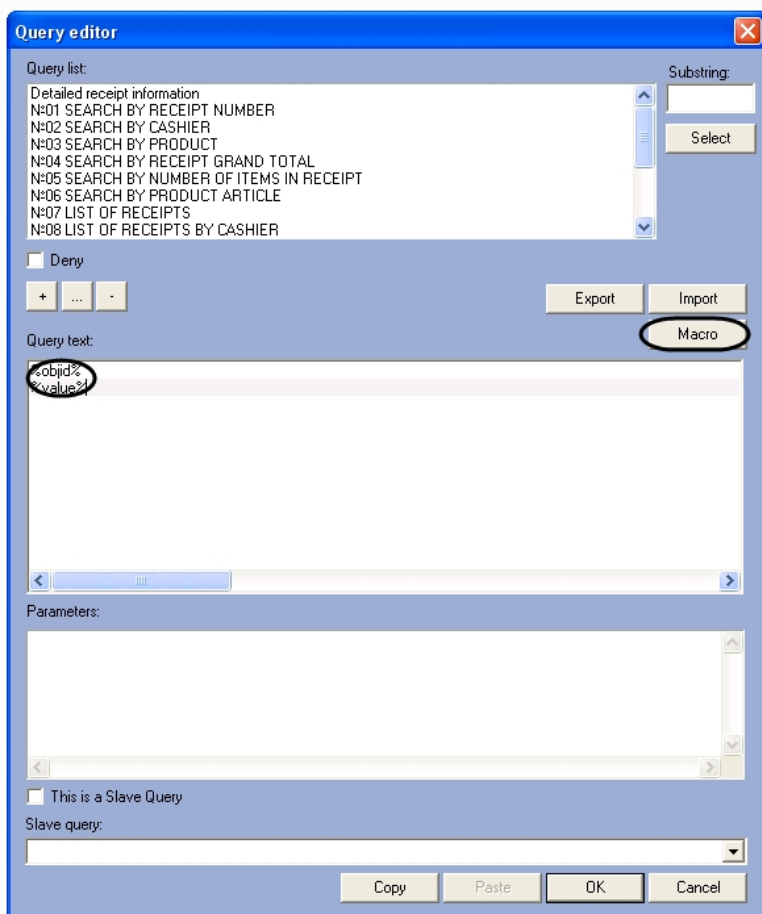 Query editor
Query list:
Substring:
Detailed receipt information
№01 SEARCH BY RECEIPT NUMBER
№02 SEARCH BY CASHIER
№03 SEARCH BY PRODUCT
Select
№04 SEARCH BY RECEIPT GRAND TOTAL
№05 SEARCH BY NUMBER OF ITEMS IN RECEIPT
№06 SEARCH BY PRODUCT ARTICLE
№07 LIST OF RECEIPTS
№08 LIST OF RECEIPTS BY CASHIER
Deny
+ ... -
Export Import
Macro
Query text:
%objid%
%value%
Parameters:
This is a Slave Query
Slave query:
Copy Paste OK Cancel